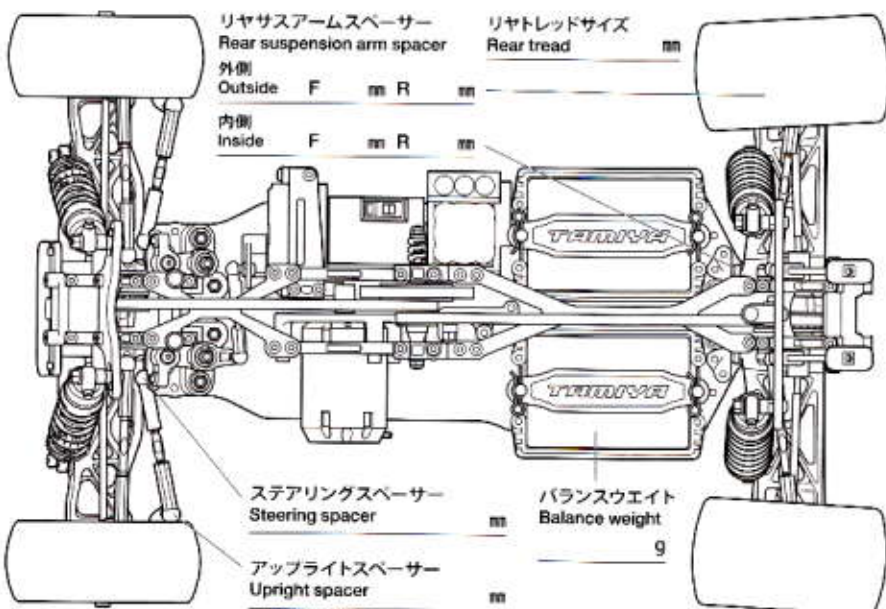 リヤサスアームスペーサー
Rear suspension arm spacer
外側
Outside F ㎜ R ㎜
内側
Inside F ㎜ R ㎜
リヤトレッドサイズ
Rear tread ㎜
TAMIYA
TAMIYA
ステアリングスペーサー
Steering spacer ㎜
アップライトスペーサー
Upright spacer ㎜
バランスウエイト
Balance weight
g